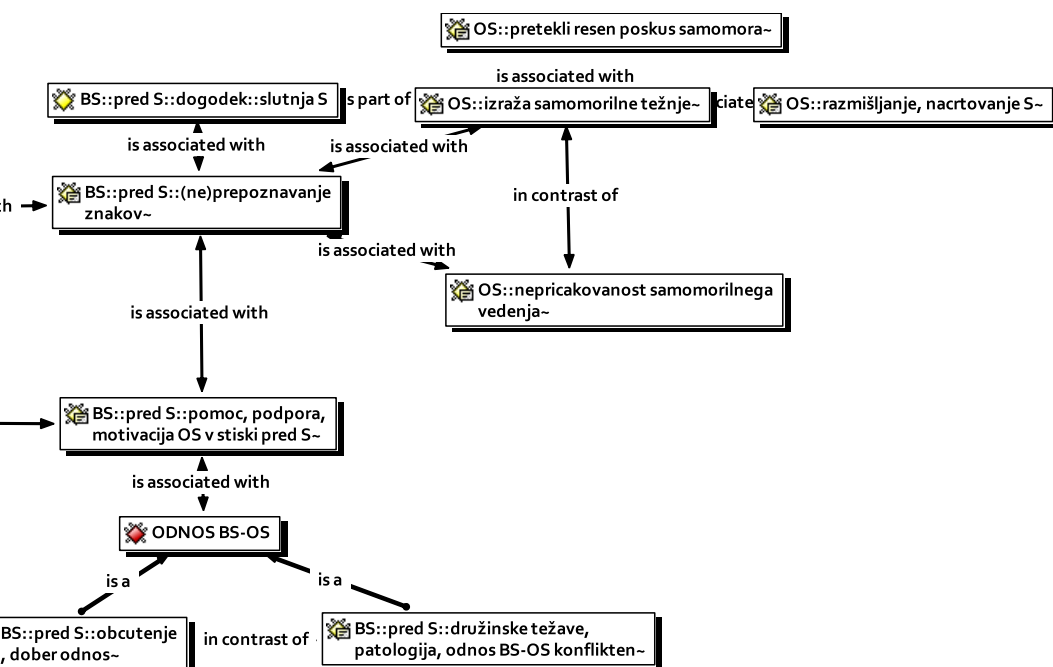 OS::pretekli resen poskus samomora~
is associated with
BS::pred S::dogodek::slutnja S
s part of
OS::izraža samomorilne težnje~
ciate
OS::razmišljanje, nacrtovanje S~
is associated with
is associated with
BS::pred S::(ne)prepoznavanje
znakov~
th
in contrast of
is associated with
OS::nepricakovanost samomorilnega
vedenja~
is associated with
BS::pred S::pomoc, podpora,
motivacija OS v stiski pred S~
is associated with
ODNOS BS-OS
is a
is a
BS::pred S::obcutenje
, dober odnos~
in contrast of
BS::pred S::družinske težave,
patologija, odnos BS-OS konflikten~